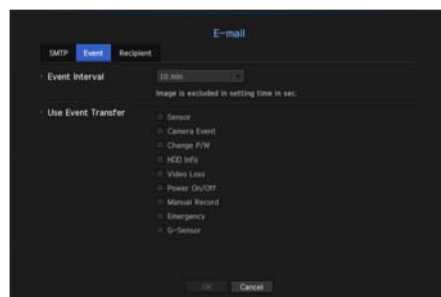 E-mail
SMTP Event Recipient
Event Interval 10 min
Image is excluded in setting time in sec.
Use Event Transfer Sensor
Camera Event
Change P/W
HDD Info
Video Loss
Power On/Off
Manual Record
Emergency
G-Sensor
OK Cancel